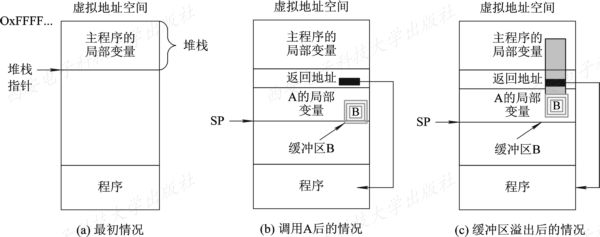 虚拟地址空间
OxFFFF...
主程序的
局部变量
堆栈
堆栈
指针
程序
(a) 最初情况
虚拟地址空间
主程序的
局部变量
返回地址
A的局部
变量
B
SP
缓冲区B
程序
(b) 调用A后的情况
虚拟地址空间
主程序的
局部变量
返回地址
A的局部
变量
B
SP
缓冲区B
程序
(c) 缓冲区溢出后的情况